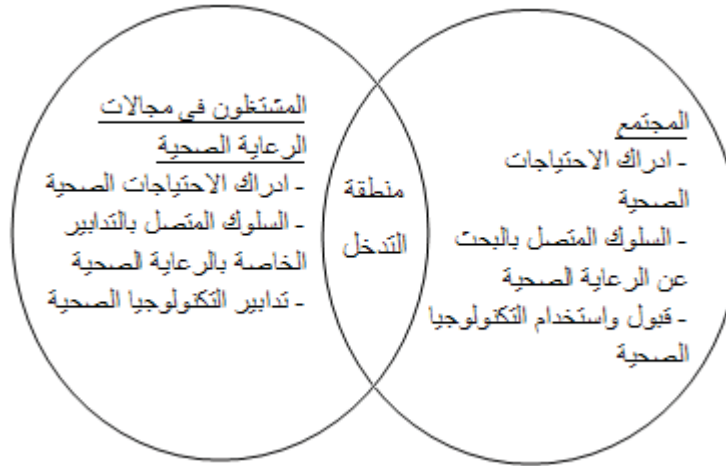 المجتمع
- ادراك الاحتياجات
الصحية
- السلوك المتصل بالبحث
عن الرعاية الصحية
- قبول واستخدام التكنولوجيا
الصحية
منطقة
التدخل
المشتغلون فى مجالات
الرعاية الصحية
- ادراك الاحتياجات الصحية
- السلوك المتصل بالتدابير
الخاصة بالرعاية الصحية
- تدابير التكنولوجيا الصحية